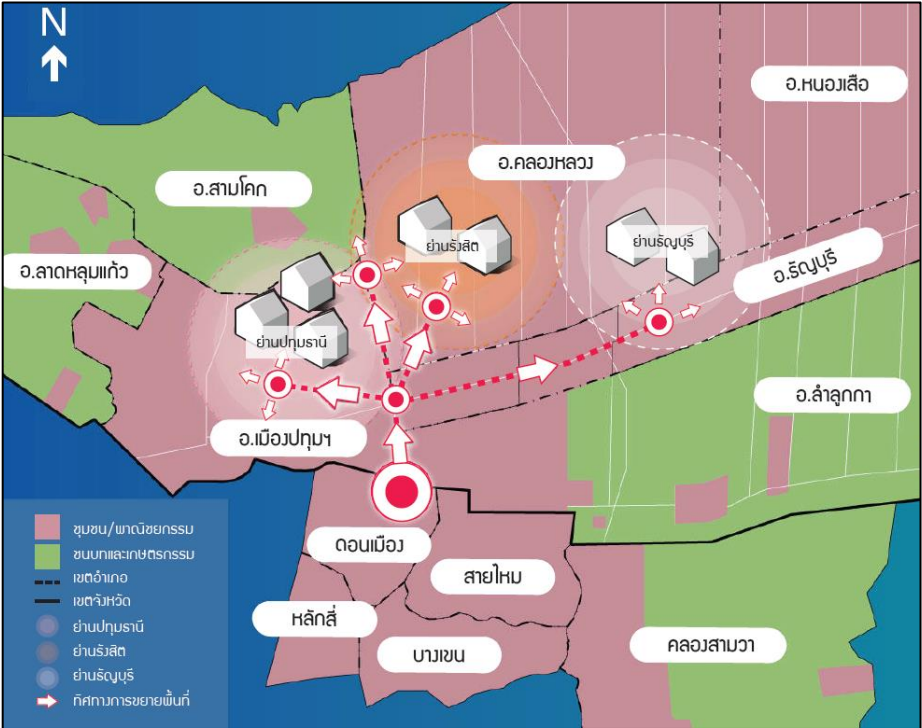 N
อ.หนองเสือ
อ.คลองหลวง
อ.สามโคก
ย่านรังสิต
ย่านธัญบุรี
อ.ลาดหลุมแก้ว
อ.ธัญบุรี
ย่านปทุมธานี
อ.ลำลูกกา
อ.เมืองปทุมฯ
ดอนเมือง
สายไหม
หลักสี่
บางเขน
คลองสามวา
ชุมชน/พาณิชยกรรม
ชนบทและเกษตรกรรม
เขตอำเภอ
เขตจังหวัด
ย่านปทุมธานี
ย่านรังสิต
ย่านธัญบุรี
ทิศทางการขยายพื้นที่